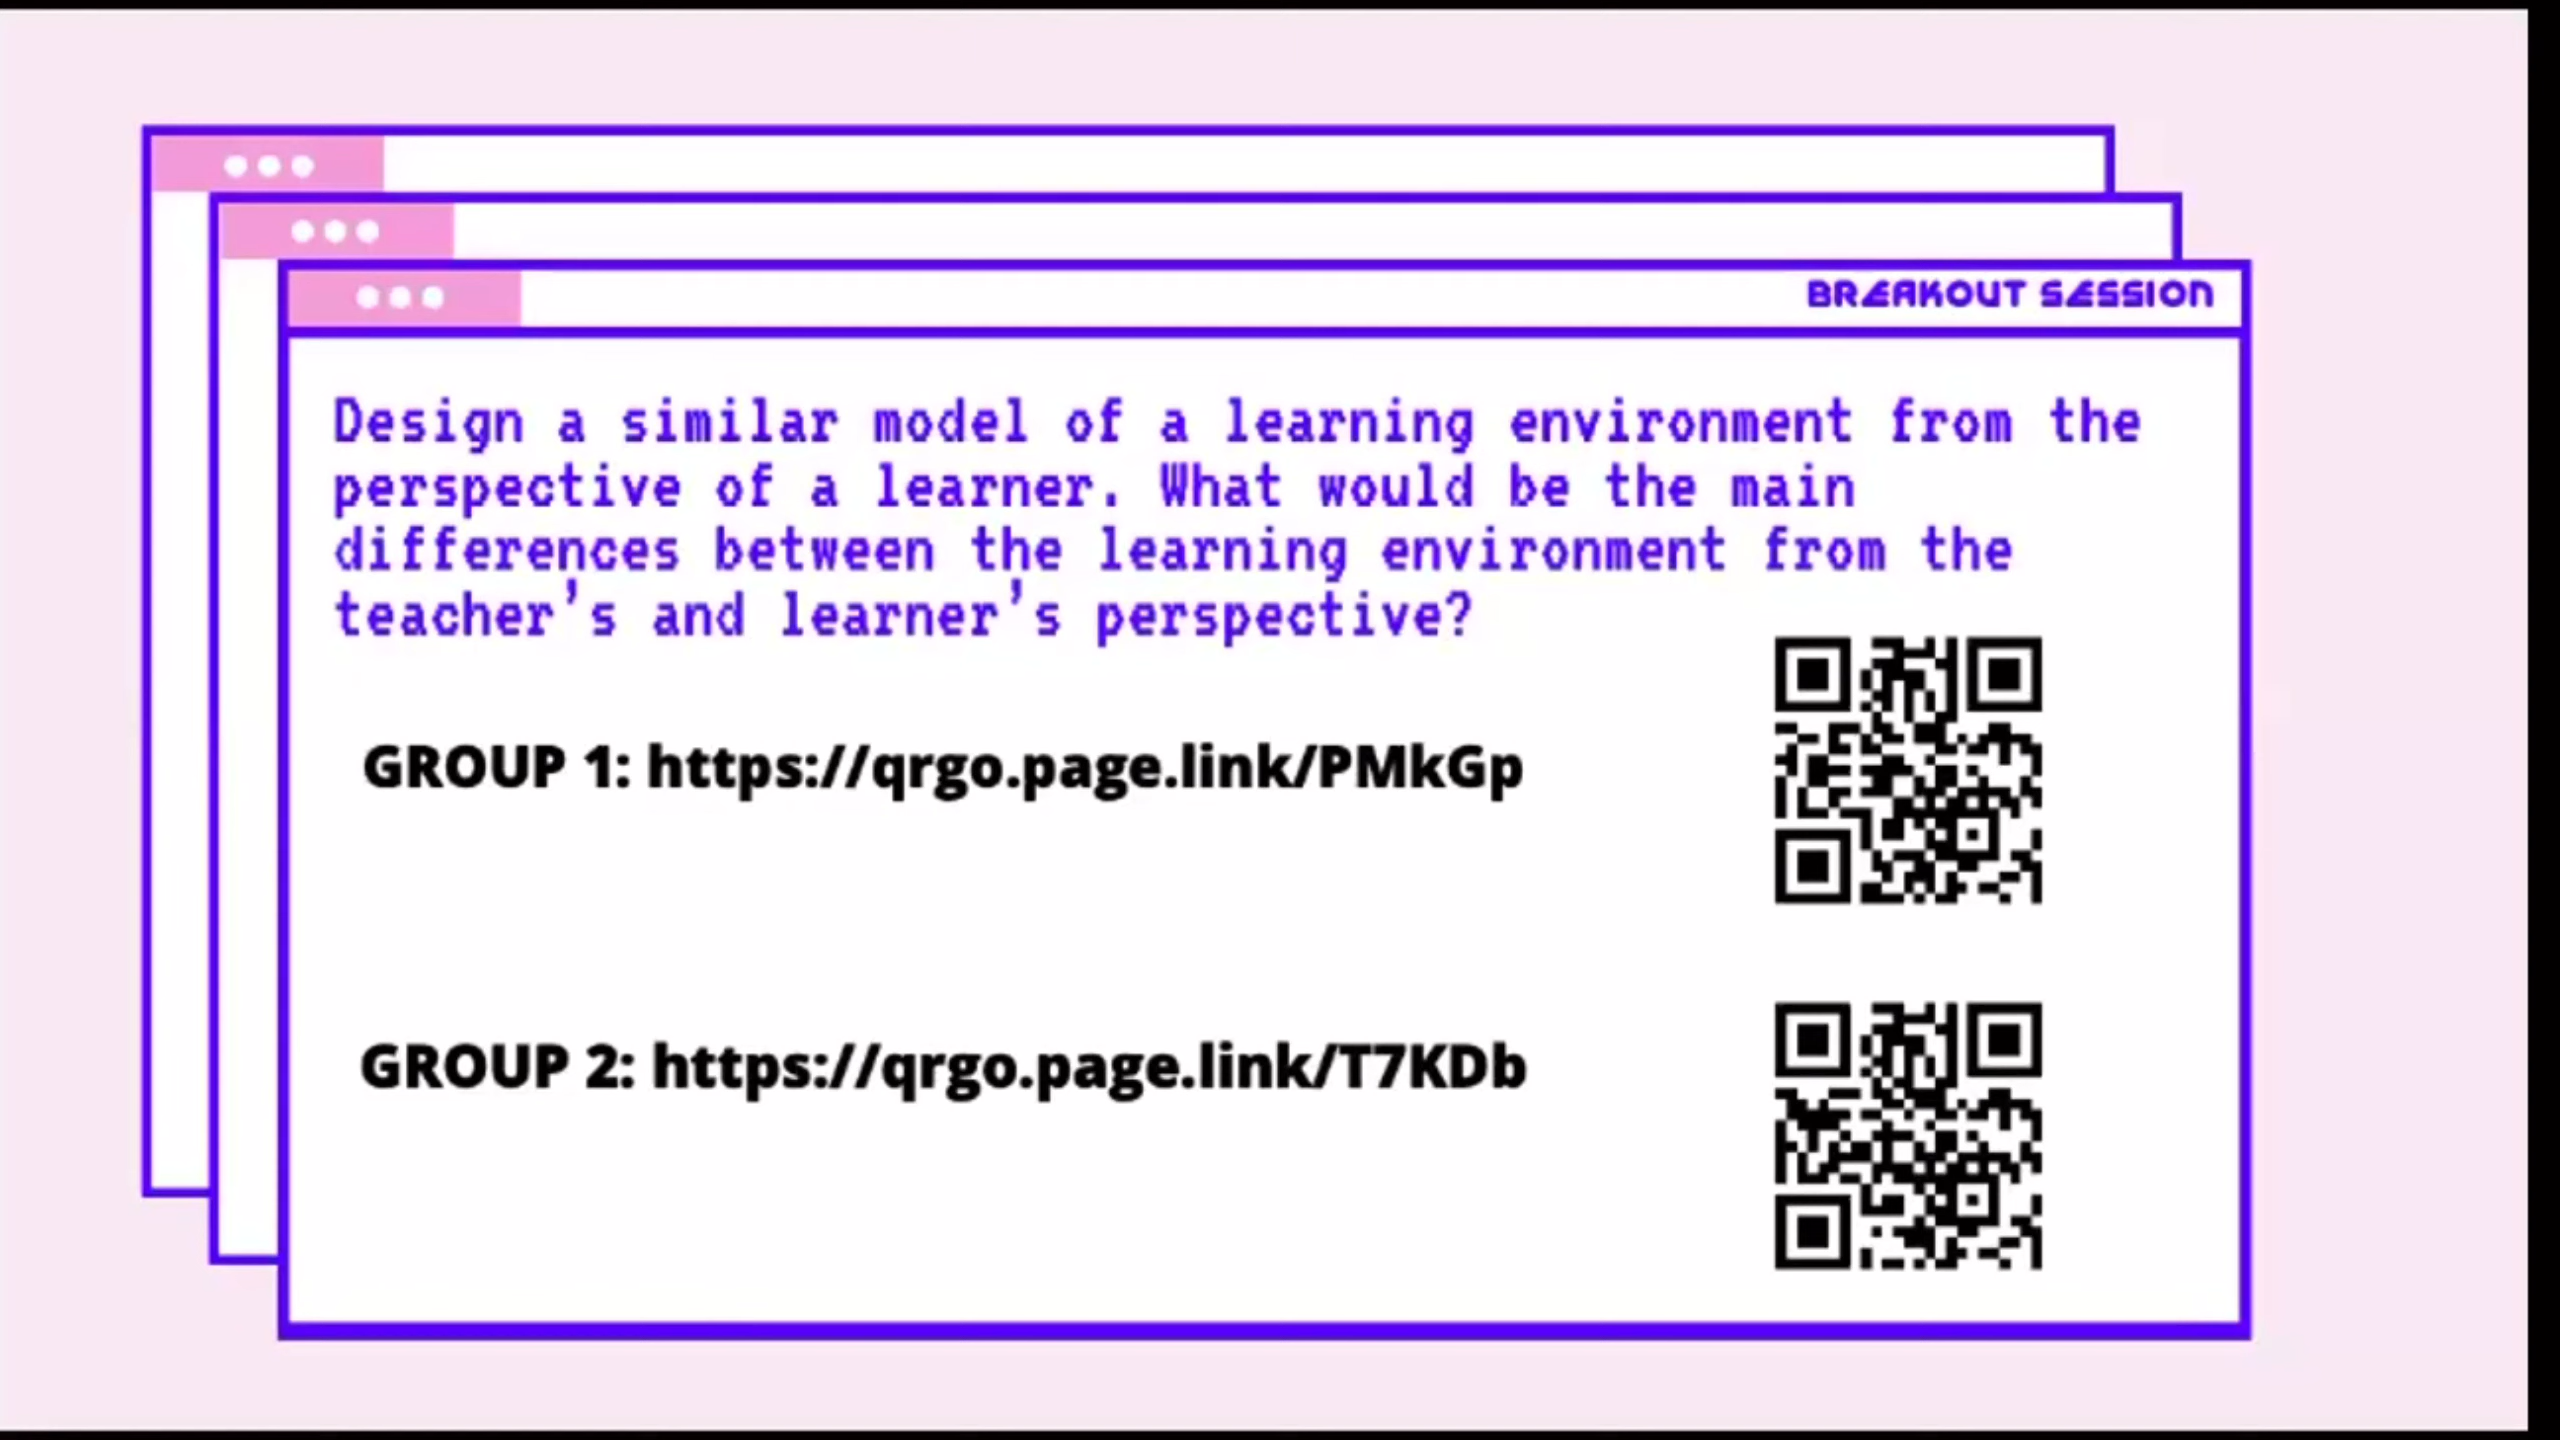 BREAKOUT SESSION
Design a similar model of a learning environment from the
perspective of a learner. What would be the main
differences between the learning environment from the
teacher's and learner's perspective?
GROUP 1: https://qrgo.page.link/PMkGp
GROUP 2: https://qrgo.page.link/T7KDb